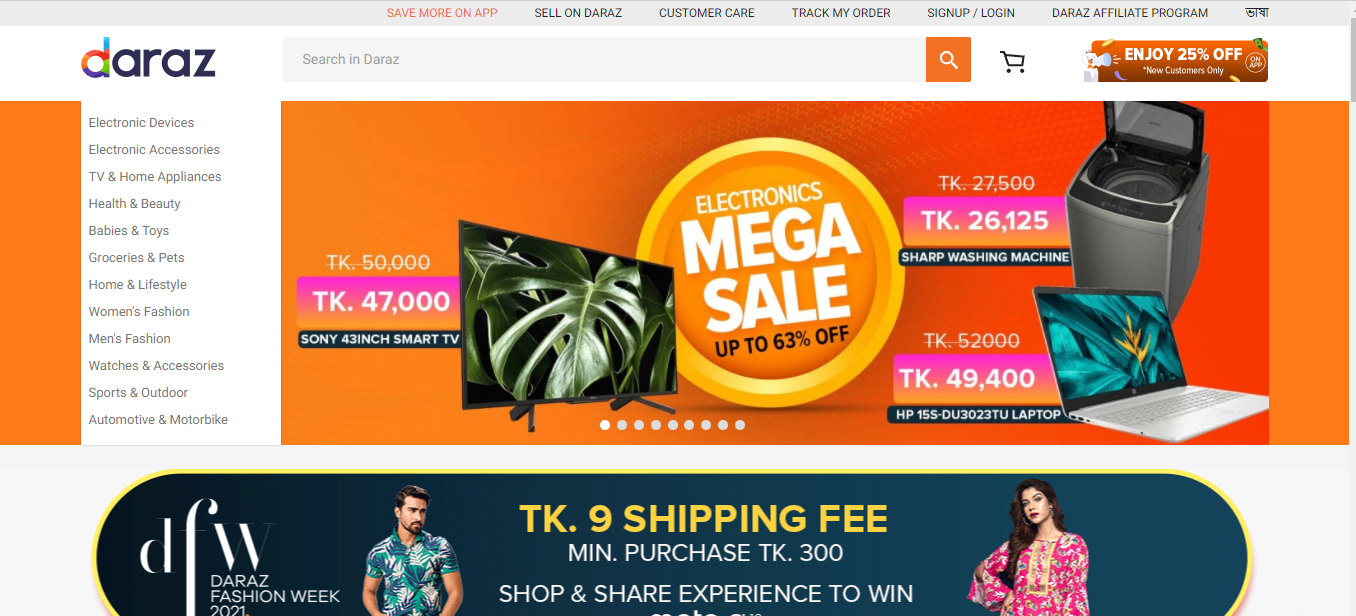 SAVE MORE ON APP
SELL ON DARAZ
CUSTOMER CARE
TRACK MY ORDER
SIGNUP / LOGIN
DARAZ AFFILIATE PROGRAM
ভাষা
daraz
Search in Daraz
ENJOY 25% OFF
*New Customers Only
ON APP
Electronic Devices
Electronic Accessories
TV & Home Appliances
Health & Beauty
Babies & Toys
Groceries & Pets
Home & Lifestyle
Women's Fashion
Men's Fashion
Watches & Accessories
Sports & Outdoor
Automotive & Motorbike
TK. 50,000
TK. 47,000
SONY 43INCH SMART TV
ELECTRONICS
MEGA
SALE
UP TO 63% OFF
TK. 27,500
TK. 26,125
SHARP WASHING MACHINE
TK. 52000
TK. 49,400
HP 15S-DU3023TU LAPTOP
dfw
DARAZ
FASHION WEEK
2021
TK. 9 SHIPPING FEE
MIN. PURCHASE TK. 300
SHOP & SHARE EXPERIENCE TO WIN